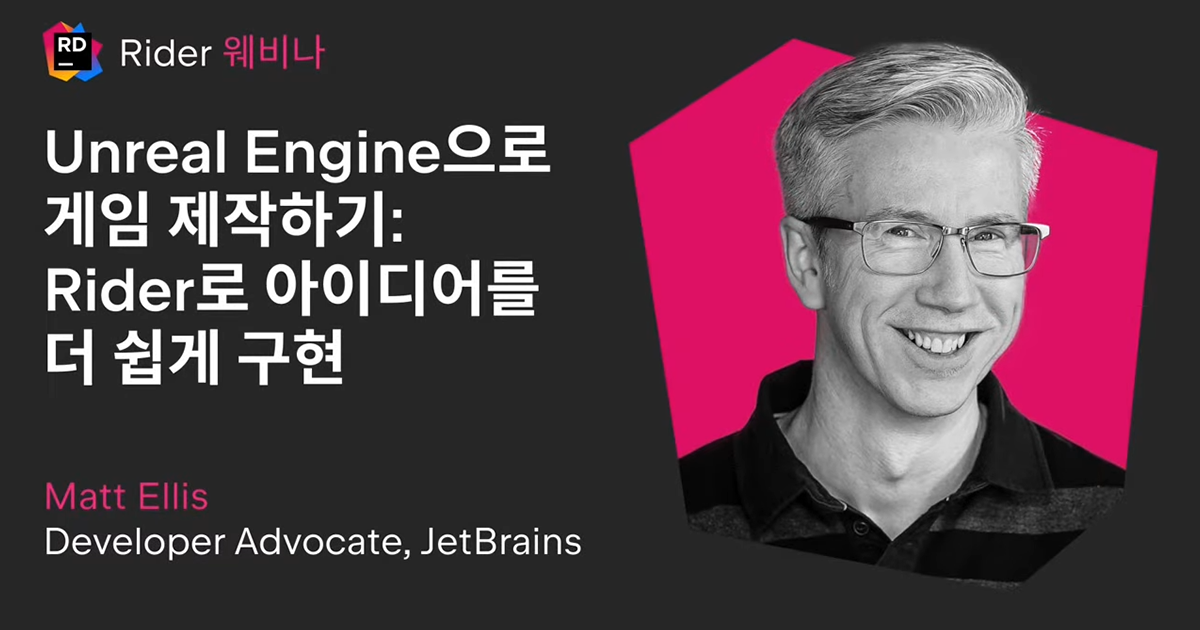 RD
Rider 웨비나
Unreal Engine으로
게임 제작하기:
Rider로 아이디어를
더 쉽게 구현
Matt Ellis
Developer Advocate, JetBrains